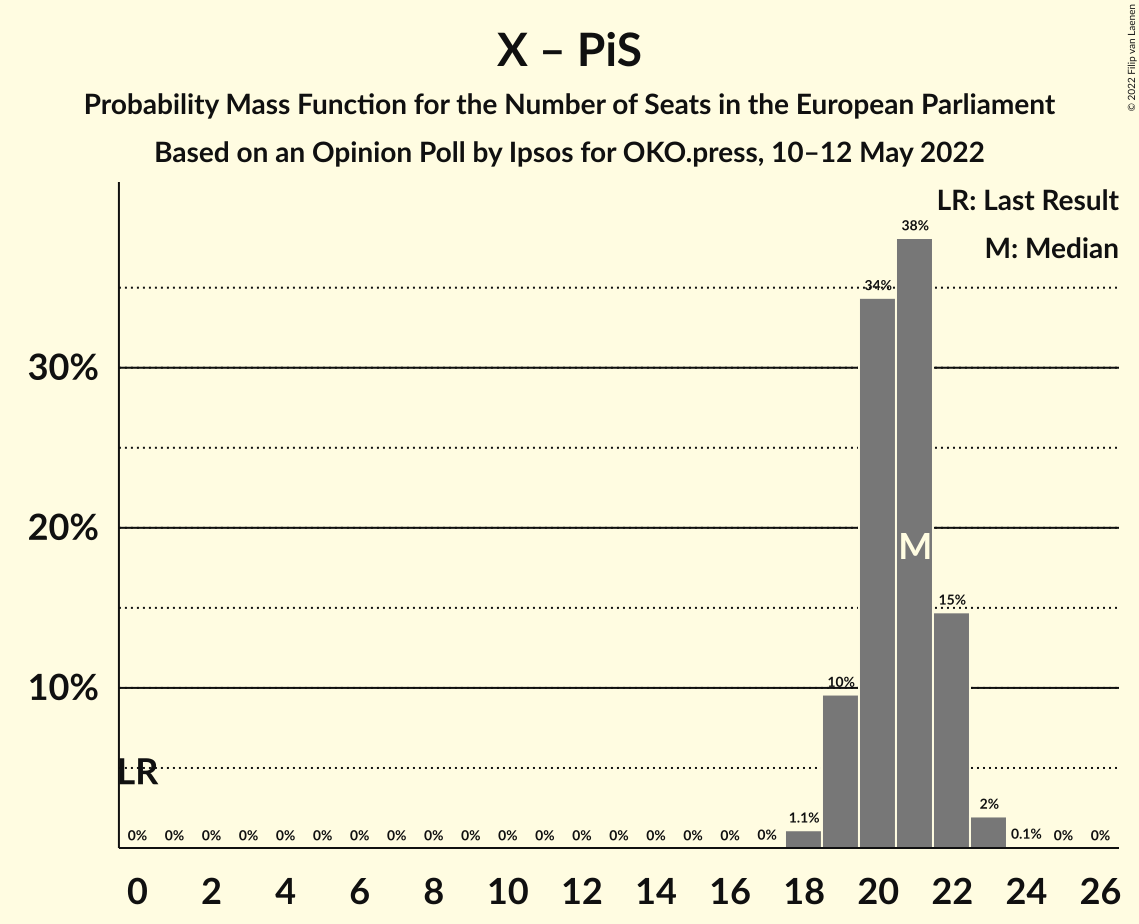 X – PiS
Probability Mass Function for the Number of Seats in the European Parliament
Based on an Opinion Poll by Ipsos for OKO.press, 10–12 May 2022
© 2022 Filip van Laenen
LR: Last Result
M: Median
38%
34%
30%
20%
M
15%
10%
10%
LR
0% 0% 0% 0% 0% 0% 0% 0% 0% 0% 0% 0% 0% 0% 0% 0% 0% 0% 1.1% 2% 0.1% 0% 0%
0 2 4 6 8 10 12 14 16 18 20 22 24 26